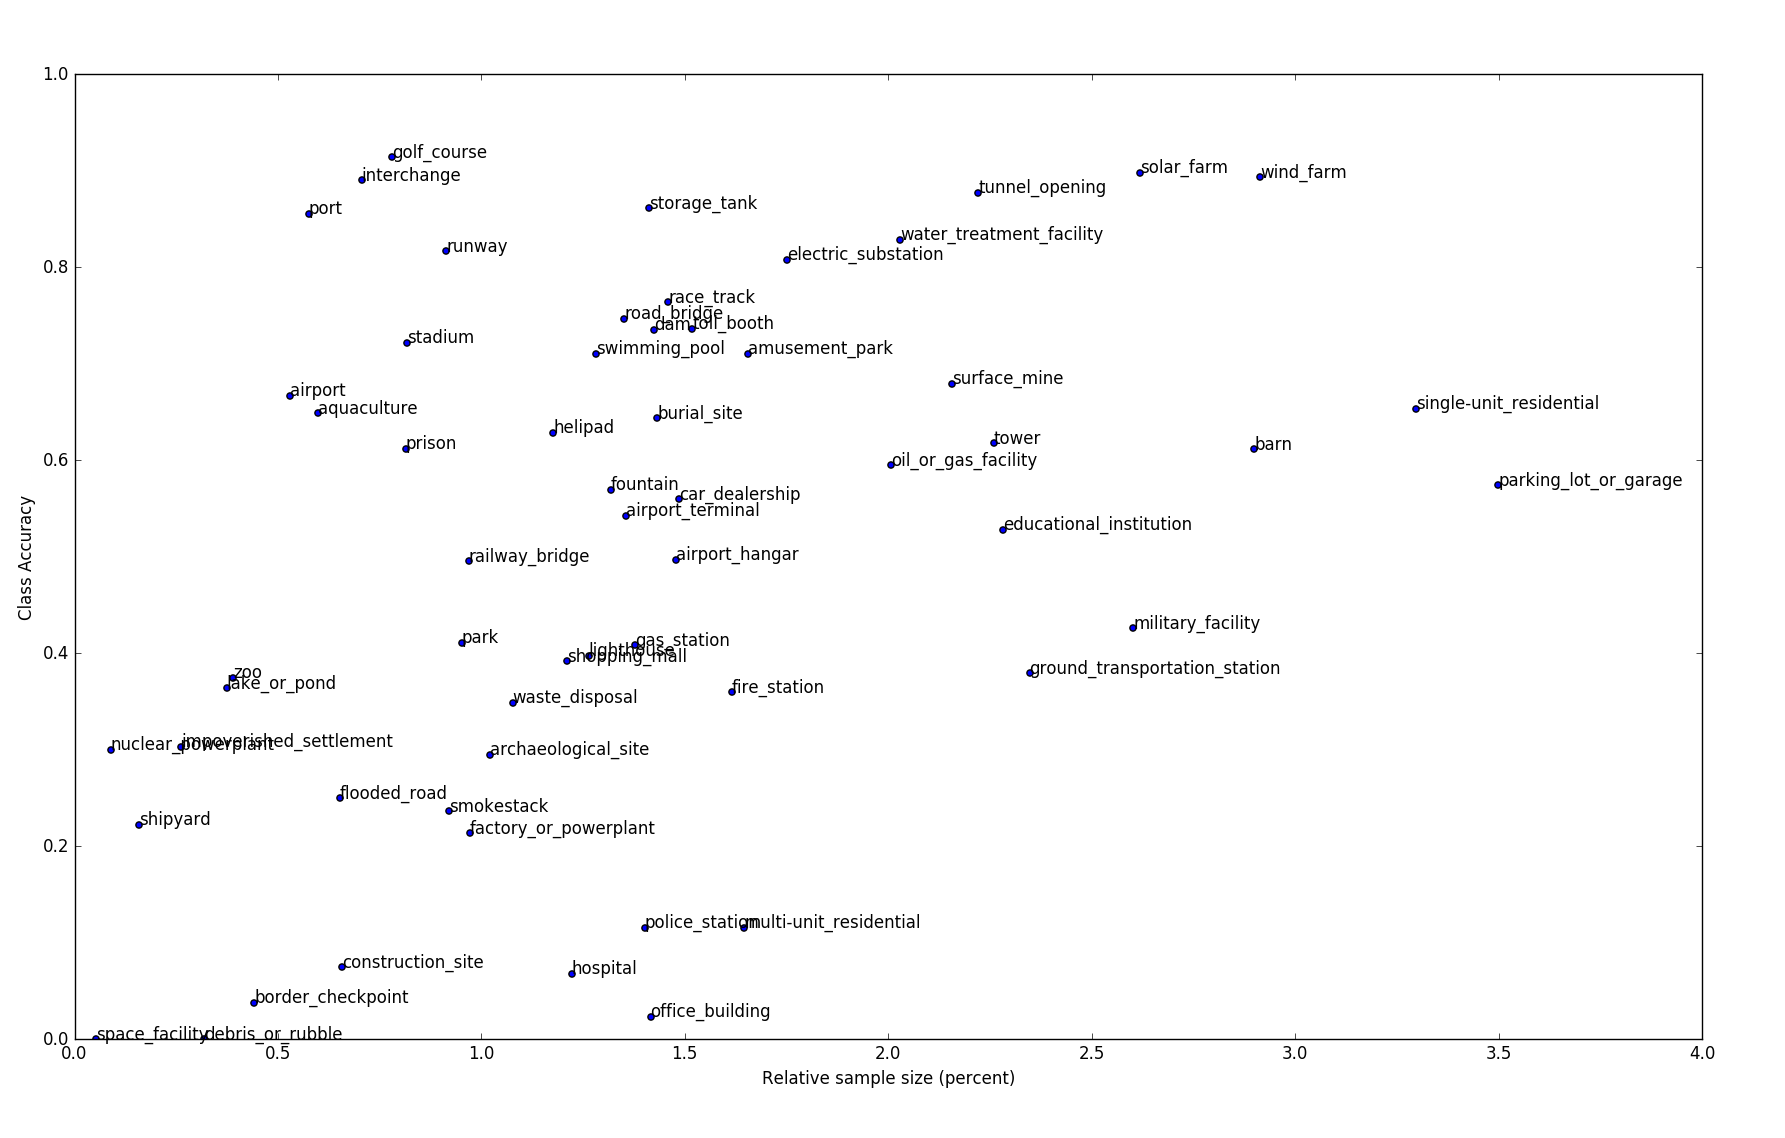 1.0
golf_course
interchange
solar_farm
wind_farm
tunnel_opening
port
storage_tank
water_treatment_facility
runway
electric_substation
0.8
race_track
road_bridge
dam
toll_booth
stadium
swimming_pool
amusement_park
surface_mine
airport
aquaculture
single-unit_residential
burial_site
helipad
prison
tower
barn
0.6
oil_or_gas_facility
fountain
parking_lot_or_garage
car_dealership
airport_terminal
educational_institution
railway_bridge
airport_hangar
Class Accuracy
park
gas_station
military_facility
lighthouse
shopping_mall
0.4
zoo
lake_or_pond
ground_transportation_station
fire_station
waste_disposal
nuclear_powerplant
impoverished_settlement
archaeological_site
flooded_road
smokestack
shipyard
factory_or_powerplant
0.2
police_station
multi-unit_residential
construction_site
hospital
border_checkpoint
office_building
space_facility
debris_or_rubble
0.0
0.0 0.5 1.0 1.5 2.0 2.5 3.0 3.5 4.0
Relative sample size (percent)